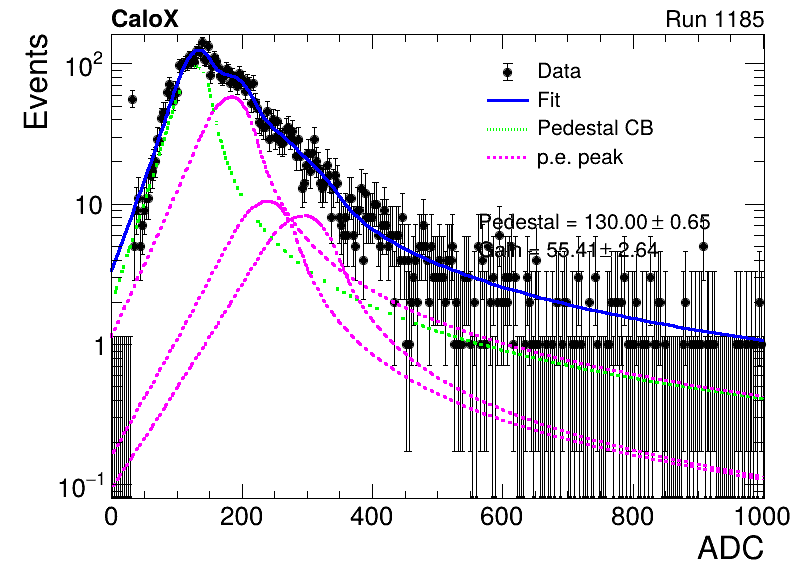 CaloX Run 1185
Events
Data
Fit
Pedestal CB
p.e. peak
Pedestal = 130.00 ± 0.65
Gain = 55.41 ± 2.64
10²
10
1
10⁻¹
0 200 400 600 800 1000
ADC